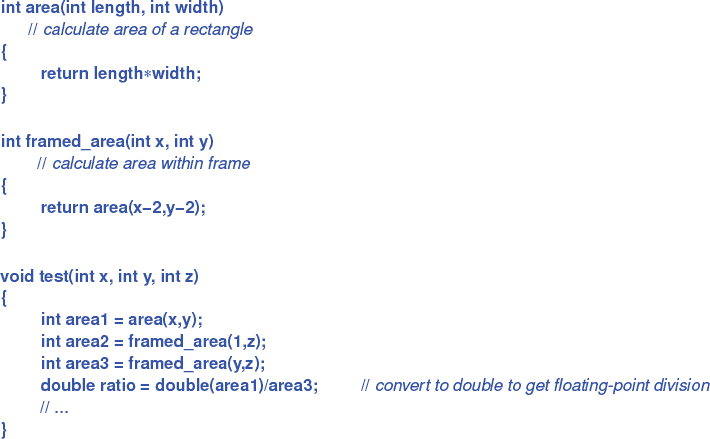 int area(int length, int width)
// calculate area of a rectangle
{
return length*width;
}
int framed_area(int x, int y)
// calculate area within frame
{
return area(x−2,y−2);
}
void test(int x, int y, int z)
{
int area1 = area(x,y);
int area2 = framed_area(1,z);
int area3 = framed_area(y,z);
double ratio = double(area1)/area3; // convert to double to get floating-point division
// ...
}